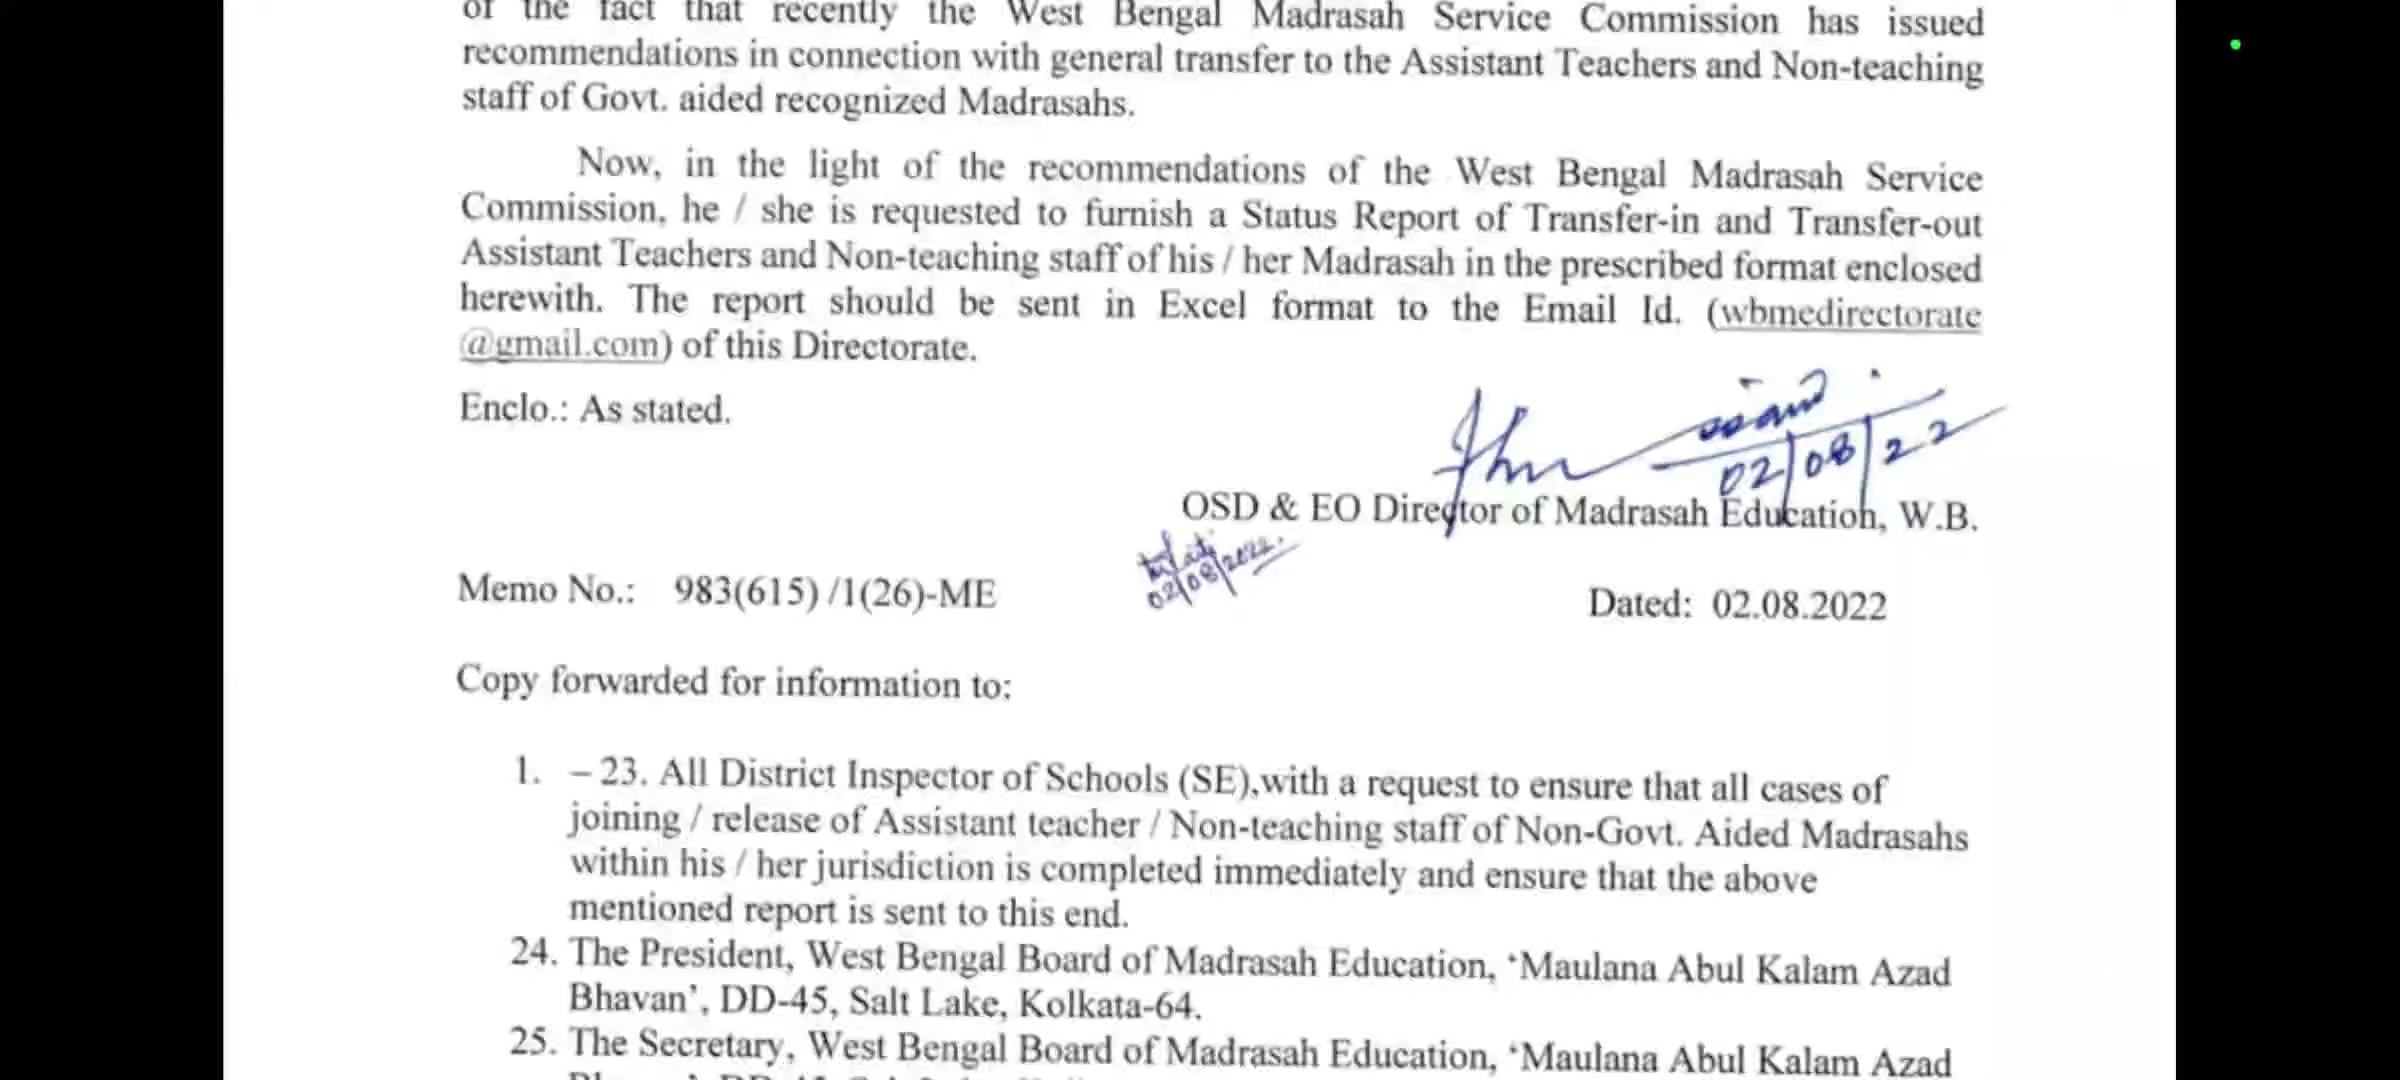 of the fact that recently the West Bengal Madrasah Service Commission has issued
recommendations in connection with general transfer to the Assistant Teachers and Non-teaching
staff of Govt. aided recognized Madrasahs.
Now, in the light of the recommendations of the West Bengal Madrasah Service
Commission, he / she is requested to furnish a Status Report of Transfer-in and Transfer-out
Assistant Teachers and Non-teaching staff of his / her Madrasah in the prescribed format enclosed
herewith. The report should be sent in Excel format to the Email Id. (wbmedirectorate
@gmail.com) of this Directorate.
Enclo.: As stated.
02/08/22
OSD & EO Director of Madrasah Education, W.B.
02/08/2022.
Memo No.: 983(615) /1(26)-ME
Dated: 02.08.2022
Copy forwarded for information to:
1. – 23. All District Inspector of Schools (SE),with a request to ensure that all cases of
joining / release of Assistant teacher / Non-teaching staff of Non-Govt. Aided Madrasahs
within his / her jurisdiction is completed immediately and ensure that the above
mentioned report is sent to this end.
24. The President, West Bengal Board of Madrasah Education, ‘Maulana Abul Kalam Azad
Bhavan’, DD-45, Salt Lake, Kolkata-64.
25. The Secretary, West Bengal Board of Madrasah Education, ‘Maulana Abul Kalam Azad